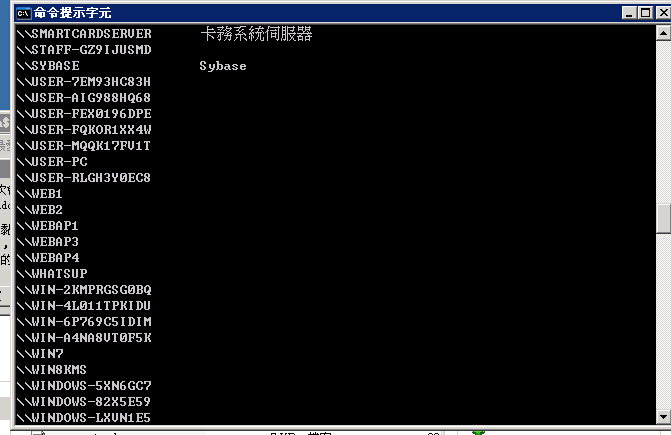 命令提示字元
\\SMARTCARDSERVER 卡務系統伺服器
\\STAFF-GZ9IJUSMD
\\SYBASE Sybase
\\USER-7EM93HC83H
\\USER-AIG988HQ68
\\USER-FEX0196DPE
\\USER-FQKOR1XX4W
\\USER-MQQK17FV1T
\\USER-PC
\\USER-RLGH3Y0EC8
\\WEB1
\\WEB2
\\WEBAP1
\\WEBAP3
\\WEBAP4
\\WHATSUP
\\WIN-2KMPRGSG0BQ
\\WIN-4L011TPKIDU
\\WIN-6P769C5IDIM
\\WIN-A4NA8VT0F5K
\\WIN7
\\WIN8KMS
\\WINDOWS-5XN6GC7
\\WINDOWS-82X5E59
\\WINDOWS-LXVN1E5